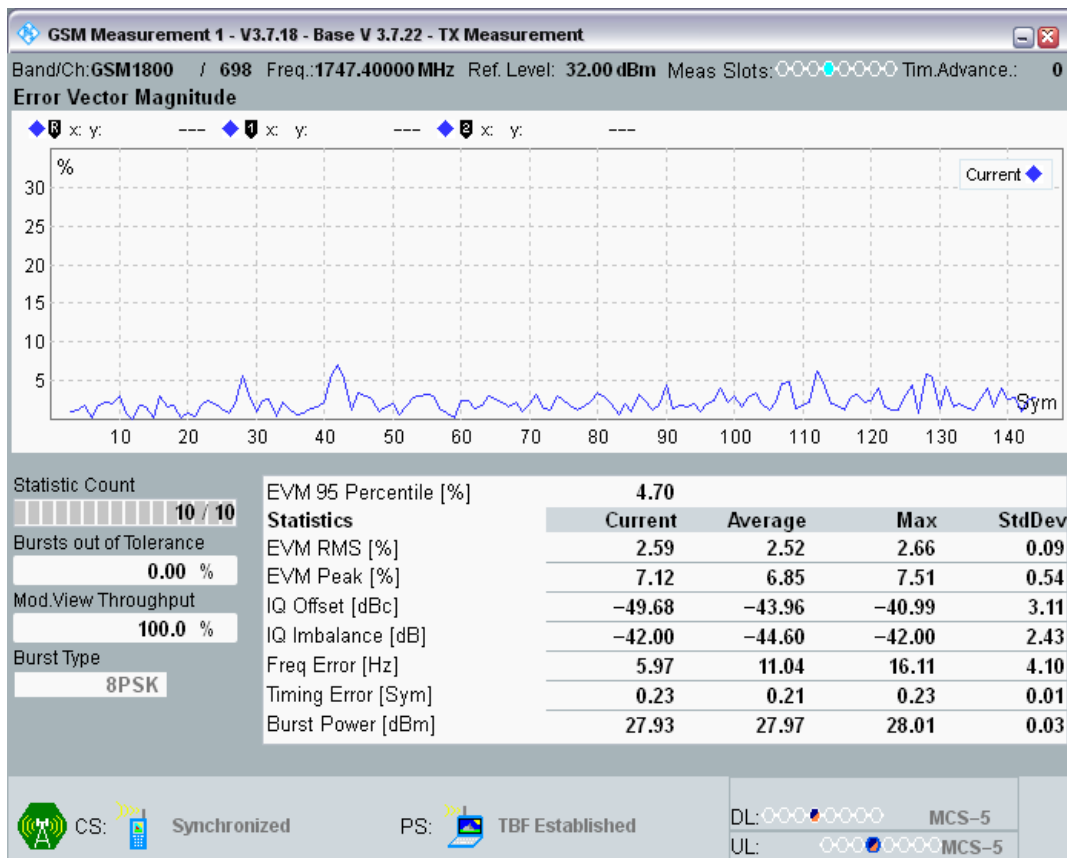 GSM Measurement 1 - V3.7.18 - Base V 3.7.22 - TX Measurement
Band/Ch:GSM1800 / 698 Freq.:1747.40000 MHz Ref. Level: 32.00 dBm Meas Slots: Tim.Advance.: 0
Error Vector Magnitude
R x: y: --- 1 x: y: --- 2 x: y: ---
%
Current
30
25
20
15
10
5
Sym
10 20 30 40 50 60 70 80 90 100 110 120 130 140
Statistic Count
10 / 10
Bursts out of Tolerance
0.00 %
Mod.View Throughput
100.0 %
Burst Type
8PSK
EVM 95 Percentile [%] 4.70
Statistics Current Average Max StdDev
EVM RMS [%] 2.59 2.52 2.66 0.09
EVM Peak [%] 7.12 6.85 7.51 0.54
IQ Offset [dBc] −49.68 −43.96 −40.99 3.11
IQ Imbalance [dB] −42.00 −44.60 −42.00 2.43
Freq Error [Hz] 5.97 11.04 16.11 4.10
Timing Error [Sym] 0.23 0.21 0.23 0.01
Burst Power [dBm] 27.93 27.97 28.01 0.03
CS: Synchronized PS: TBF Established
DL: MCS−5
UL: MCS−5